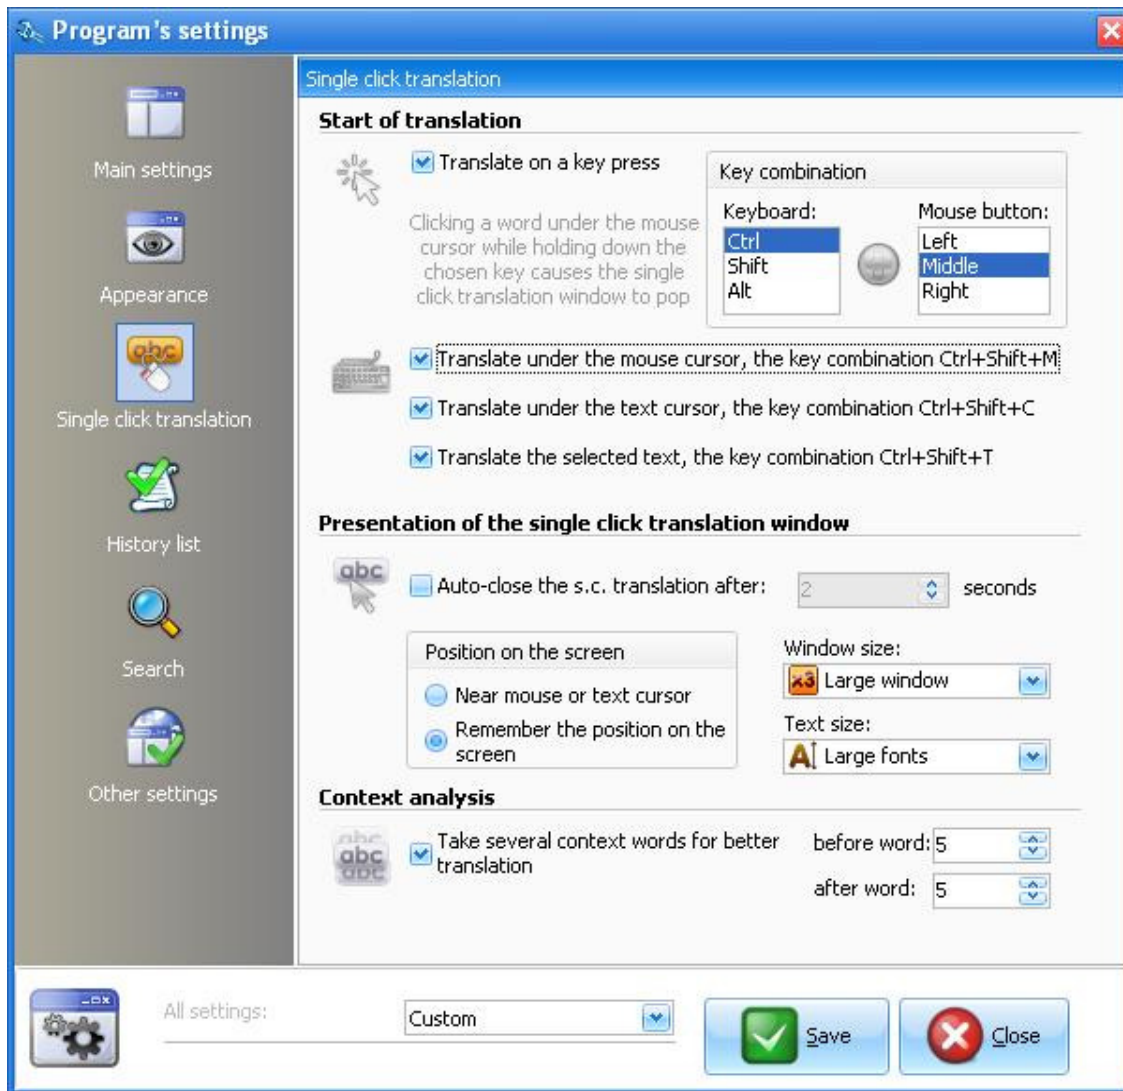 Program's settings
Main settings
Appearance
Single click translation
History list
Search
Other settings
Single click translation
Start of translation
Translate on a key press
Clicking a word under the mouse
cursor while holding down the
chosen key causes the single
click translation window to pop
Key combination
Keyboard:
Ctrl
Shift
Alt
Mouse button:
Left
Middle
Right
Translate under the mouse cursor, the key combination Ctrl+Shift+M
Translate under the text cursor, the key combination Ctrl+Shift+C
Translate the selected text, the key combination Ctrl+Shift+T
Presentation of the single click translation window
abc
Auto-close the s.c. translation after: 2 seconds
Position on the screen
Near mouse or text cursor
Remember the position on the
screen
Window size:
x3 Large window
Text size:
A Large fonts
Context analysis
abc
abc
abc
Take several context words for better
translation
before word: 5
after word: 5
All settings: Custom
Save
Close
abc